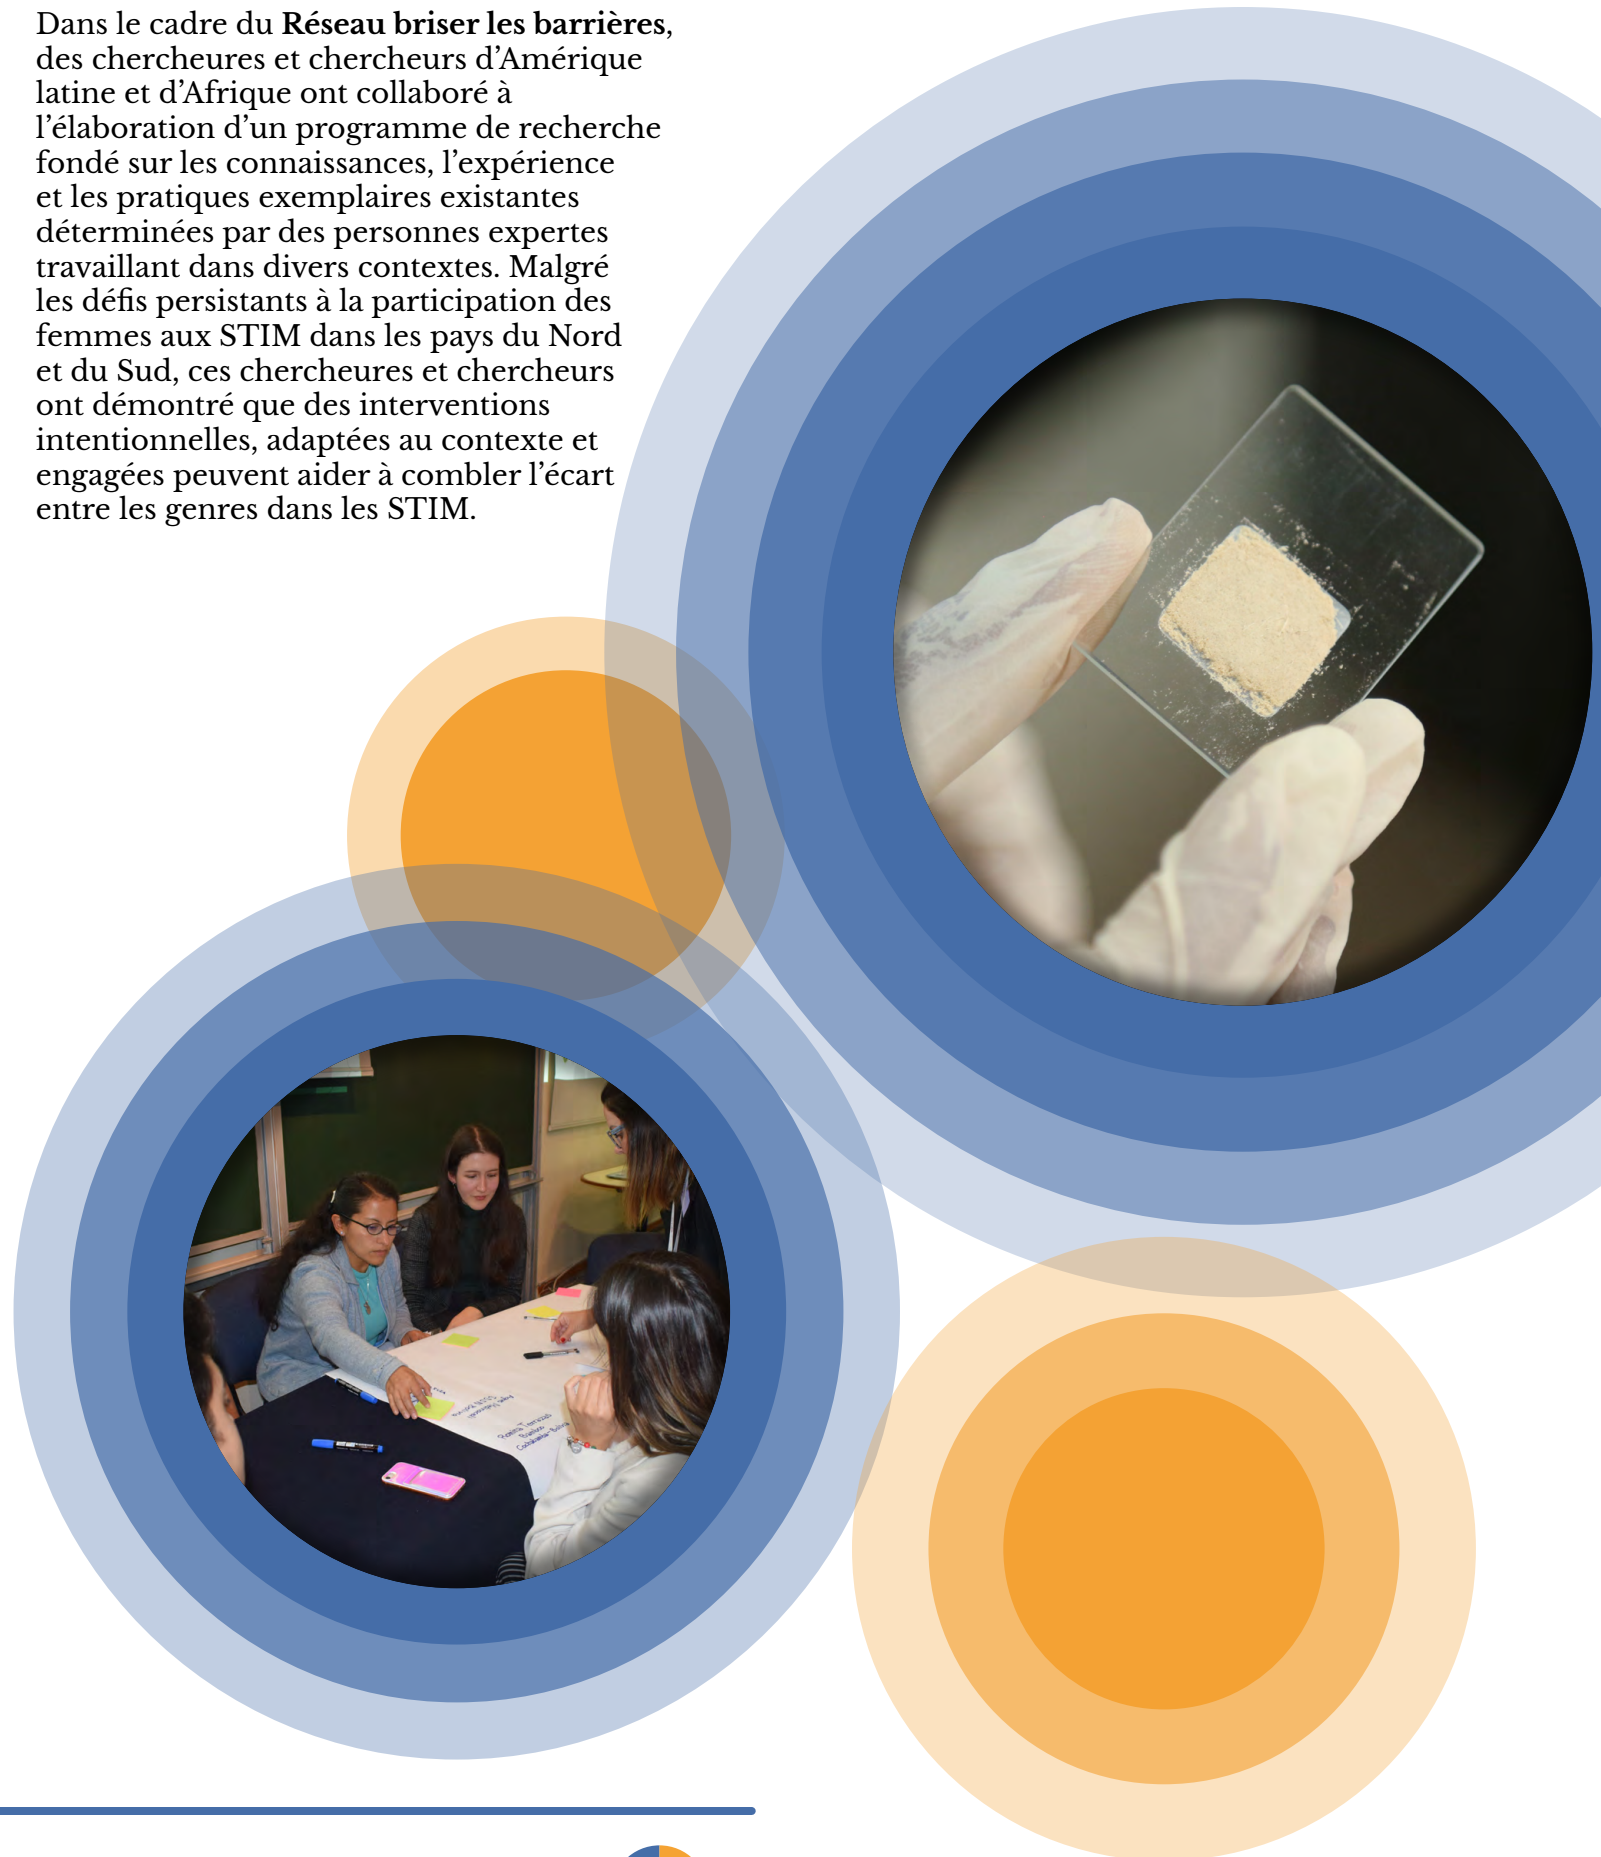 Dans le cadre du Réseau briser les barrières,
des chercheures et chercheurs d’Amérique
latine et d’Afrique ont collaboré à
l’élaboration d’un programme de recherche
fondé sur les connaissances, l’expérience
et les pratiques exemplaires existantes
déterminées par des personnes expertes
travaillant dans divers contextes. Malgré
les défis persistants à la participation des
femmes aux STIM dans les pays du Nord
et du Sud, ces chercheures et chercheurs
ont démontré que des interventions
intentionnelles, adaptées au contexte et
engagées peuvent aider à combler l’écart
entre les genres dans les STIM.